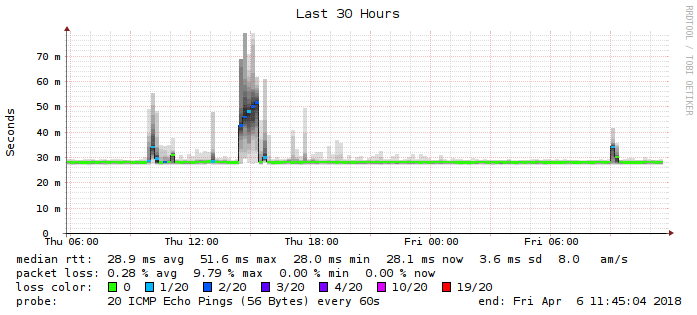 Last 30 Hours
RRDTOOL / TOBI OETIKER
Seconds
70 m
60 m
50 m
40 m
30 m
20 m
10 m
0
Thu 06:00 Thu 12:00 Thu 18:00 Fri 00:00 Fri 06:00
median rtt: 28.9 ms avg 51.6 ms max 28.0 ms min 28.1 ms now 3.6 ms sd 8.0 am/s
packet loss: 0.28 % avg 9.79 % max 0.00 % min 0.00 % now
loss color: 0 1/20 2/20 3/20 4/20 10/20 19/20
probe: 20 ICMP Echo Pings (56 Bytes) every 60s end: Fri Apr 6 11:45:04 2018